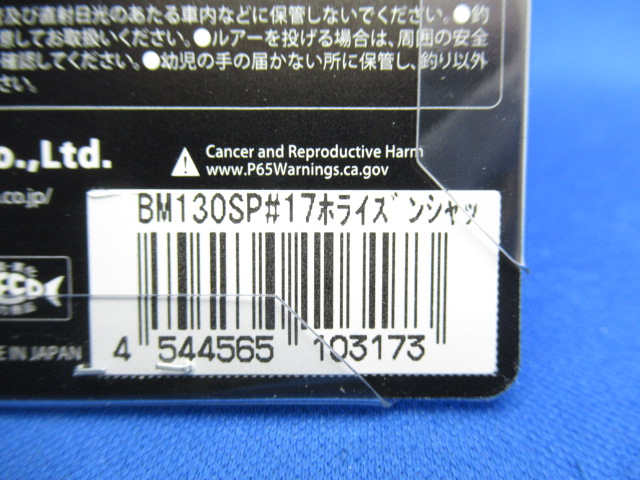 及び直射日光のあたる車内などに保管しないでください。●釣
意してお取扱いください。●ルアーを投げる場合は、周囲の安全
確認してください。●幼児の手の届かない所に保管し、釣り以外
さい。
o.,Ltd.
Cancer and Reproductive Harm
www.P65Warnings.ca.gov
.co.jp/
BM130SP#17ホライズンシャッ
E IN JAPAN
4 544565 103173